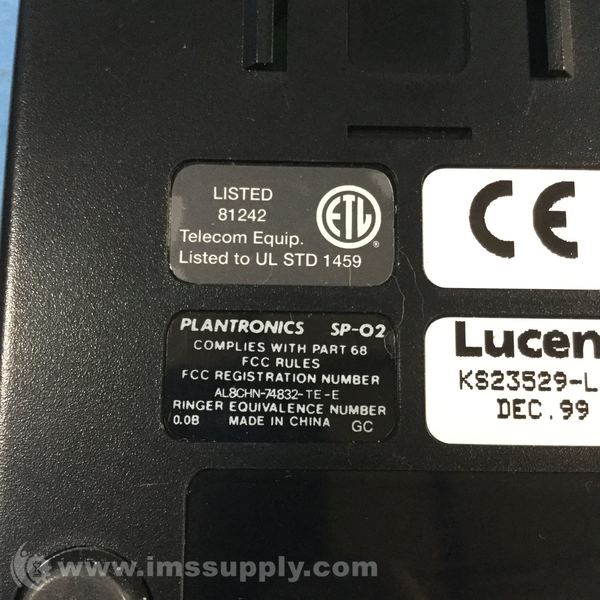 LISTED
81242
Telecom Equip.
Listed to UL STD 1459
ETL
®
CE
PLANTRONICS SP-02
COMPLIES WITH PART 68
FCC RULES
FCC REGISTRATION NUMBER
AL8CHN-74832-TE-E
RINGER EQUIVALENCE NUMBER
0.0B MADE IN CHINA GC
Lucen
KS23529-L
DEC.99
www.imssupply.com